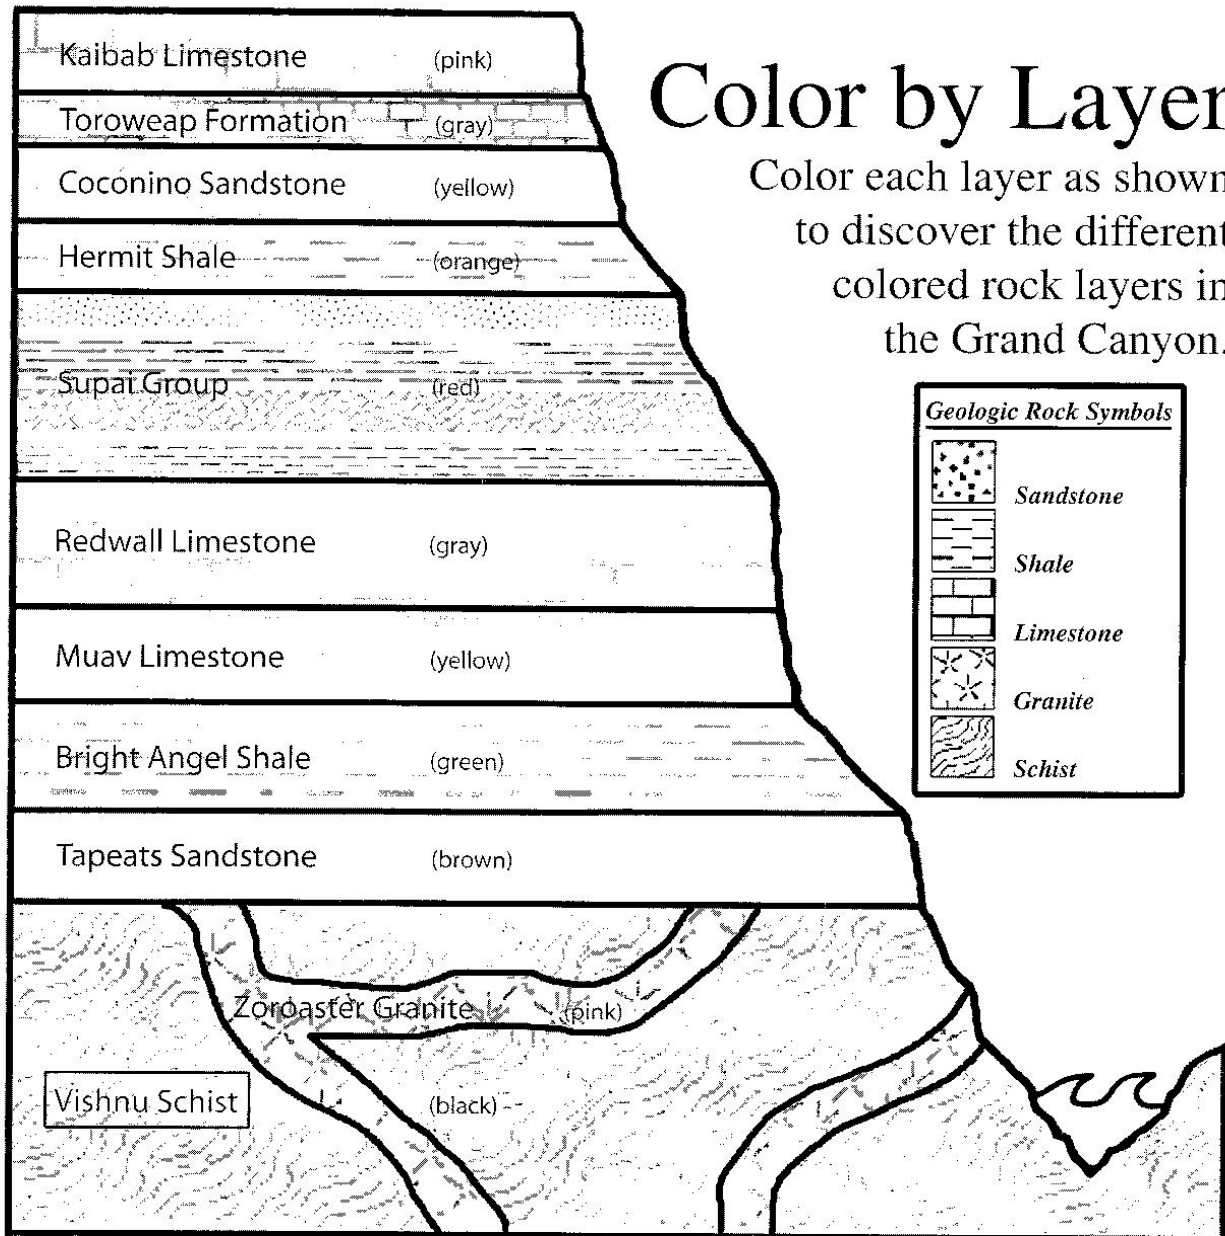 Kaibab Limestone (pink)
Toroweap Formation (gray)
Coconino Sandstone (yellow)
Hermit Shale (orange)
Supai Group (red)
Redwall Limestone (gray)
Muav Limestone (yellow)
Bright Angel Shale (green)
Tapeats Sandstone (brown)
Zoroaster Granite (pink)
Vishnu Schist (black)
Color by Layer
Color each layer as shown
to discover the different
colored rock layers in
the Grand Canyon.
Geologic Rock Symbols
Sandstone
Shale
Limestone
Granite
Schist